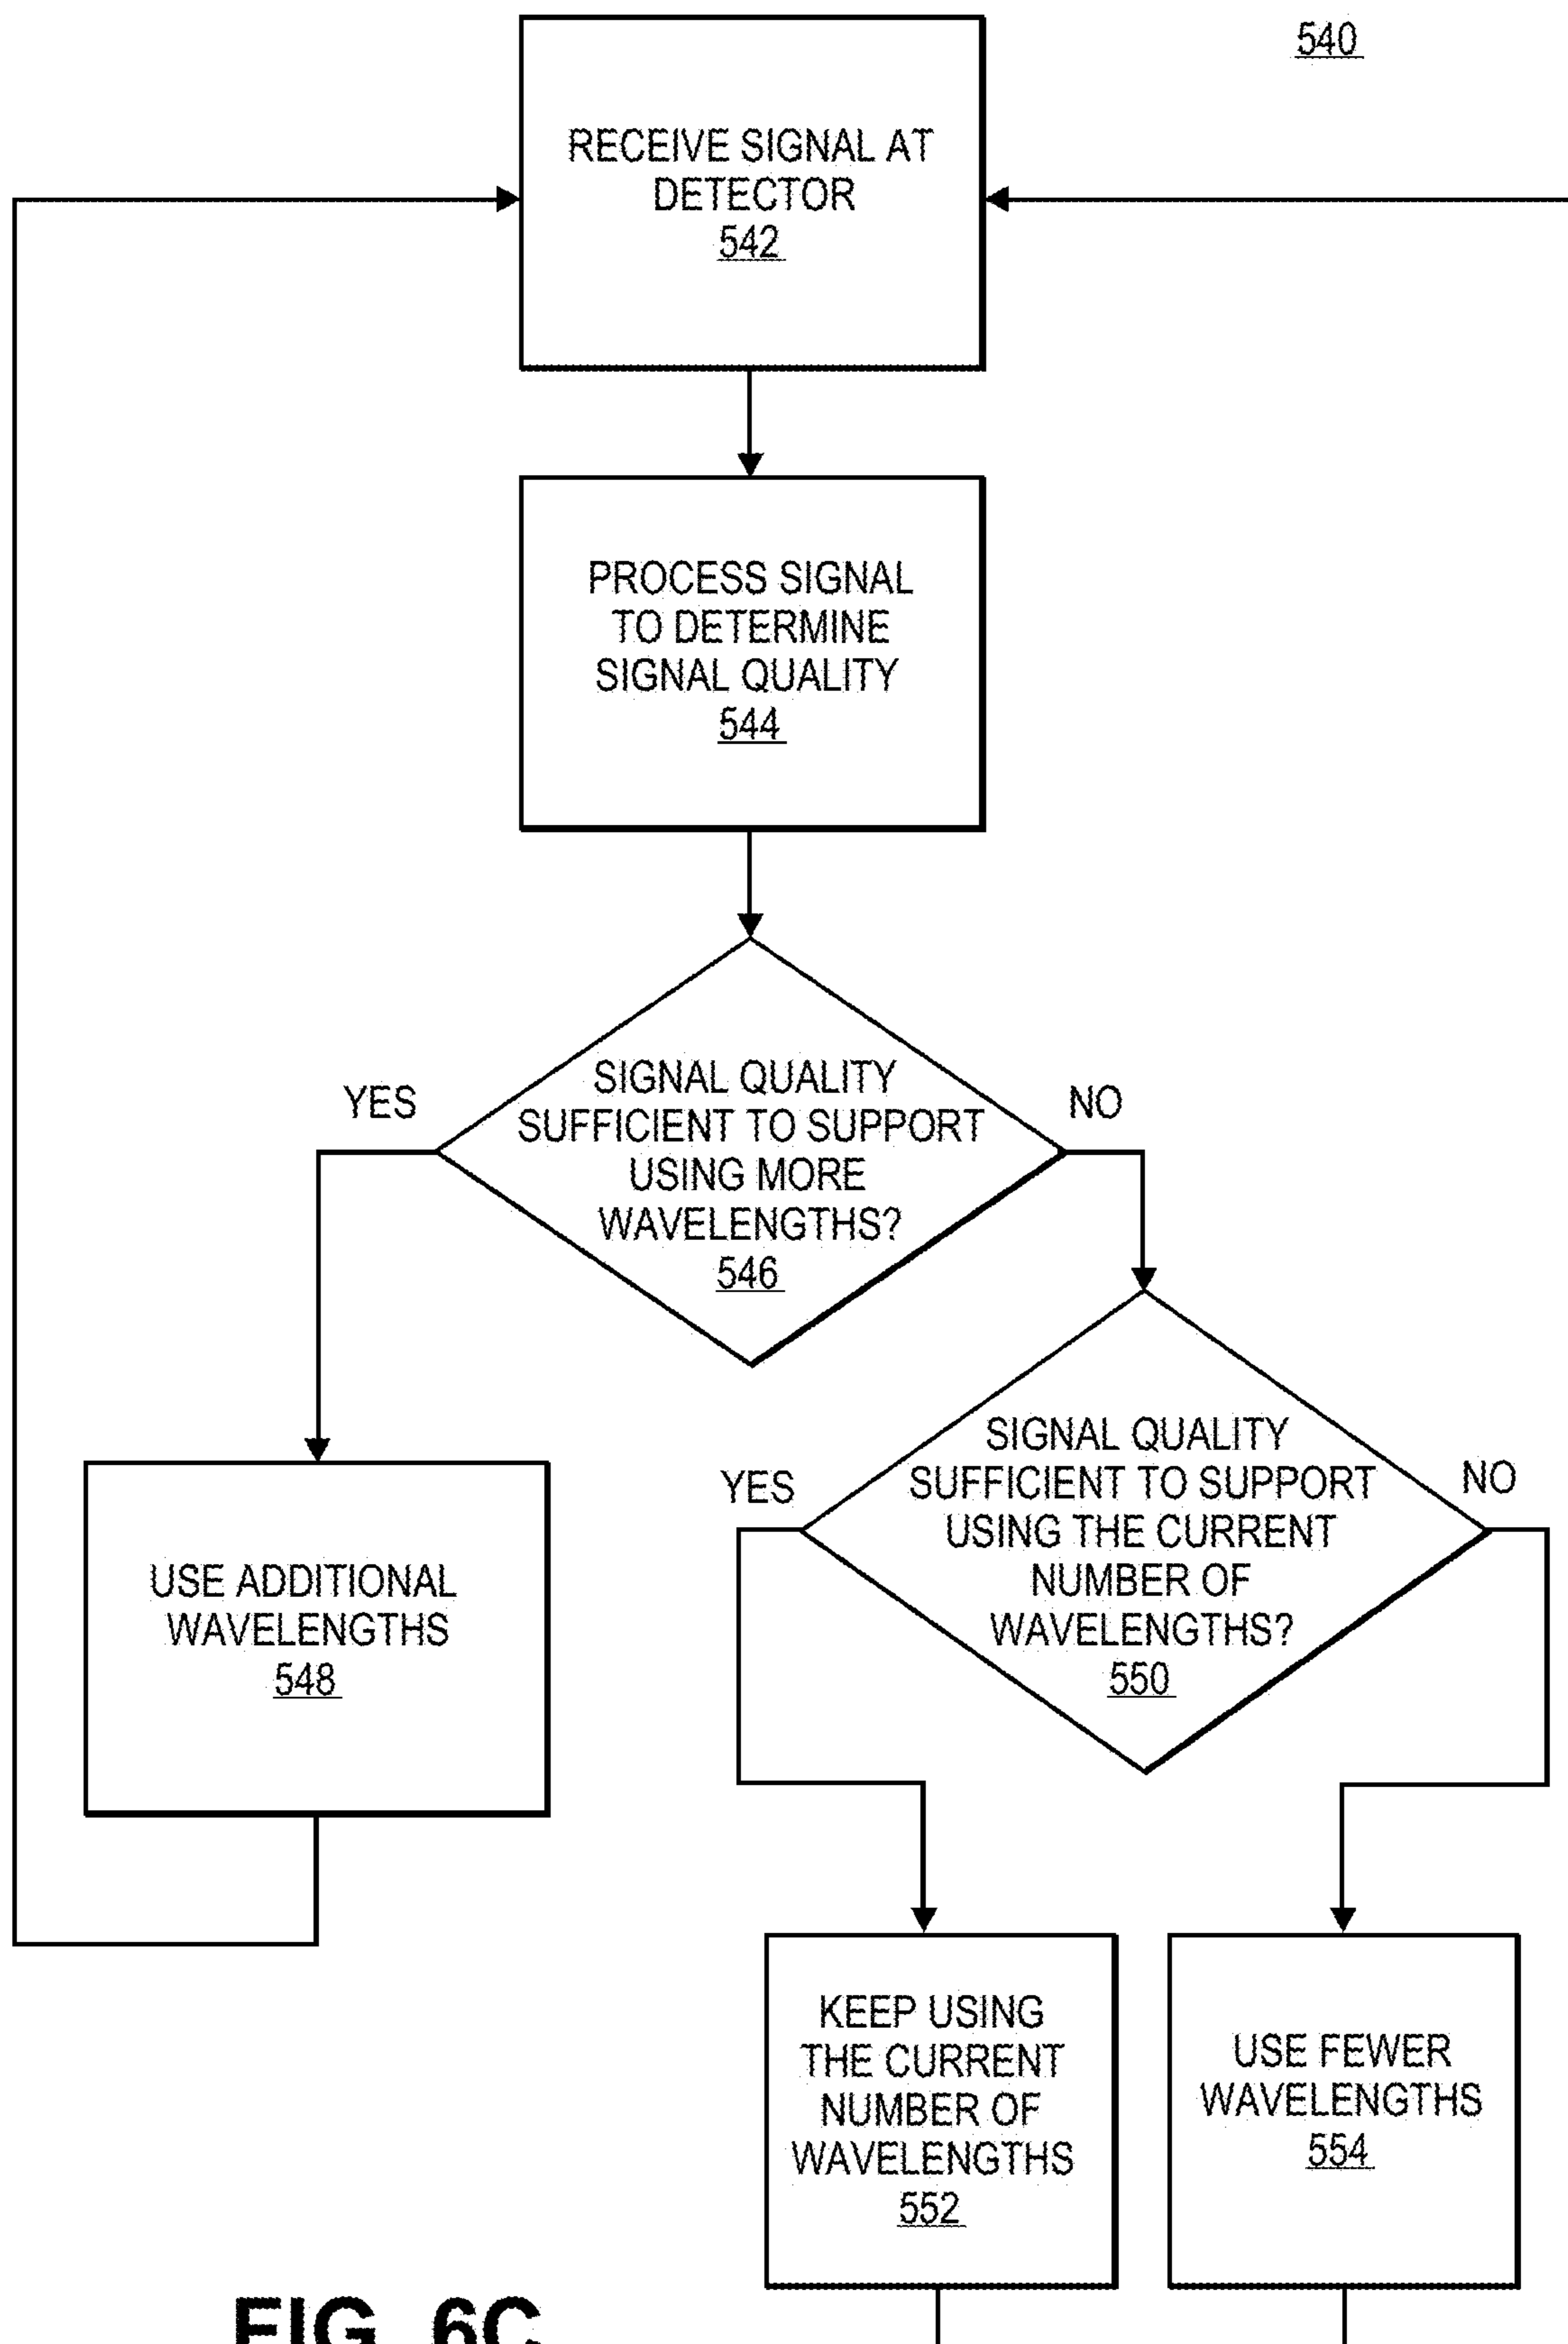 540
RECEIVE SIGNAL AT
DETECTOR
542
PROCESS SIGNAL
TO DETERMINE
SIGNAL QUALITY
544
YES
SIGNAL QUALITY
SUFFICIENT TO SUPPORT
USING MORE
WAVELENGTHS?
546
NO
USE ADDITIONAL
WAVELENGTHS
548
YES
SIGNAL QUALITY
SUFFICIENT TO SUPPORT
USING THE CURRENT
NUMBER OF
WAVELENGTHS?
550
NO
KEEP USING
THE CURRENT
NUMBER OF
WAVELENGTHS
552
USE FEWER
WAVELENGTHS
554
FIG. 6C